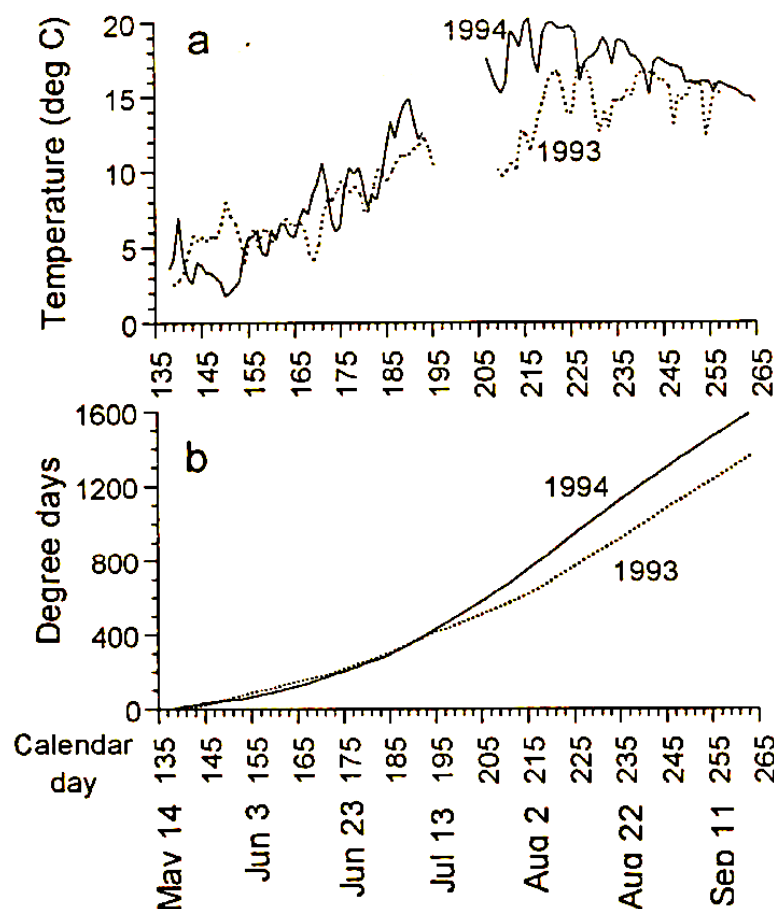 a
Temperature (deg C)
20
15
10
5
0
1994
1993
135 145 155 165 175 185 195 205 215 225 235 245 255 265
b
Degree days
1600
1200
800
400
0
1994
1993
Calendar day
135 145 155 165 175 185 195 205 215 225 235 245 255 265
May 14 Jun 3 Jun 23 Jul 13 Aug 2 Aug 22 Sep 11